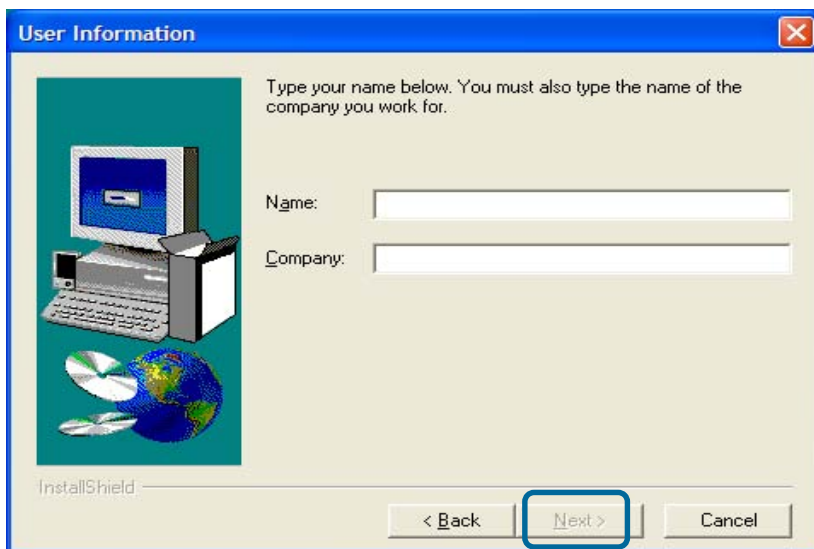 User Information
Type your name below. You must also type the name of the
company you work for.
Name:
Company:
InstallShield
< Back
Next >
Cancel